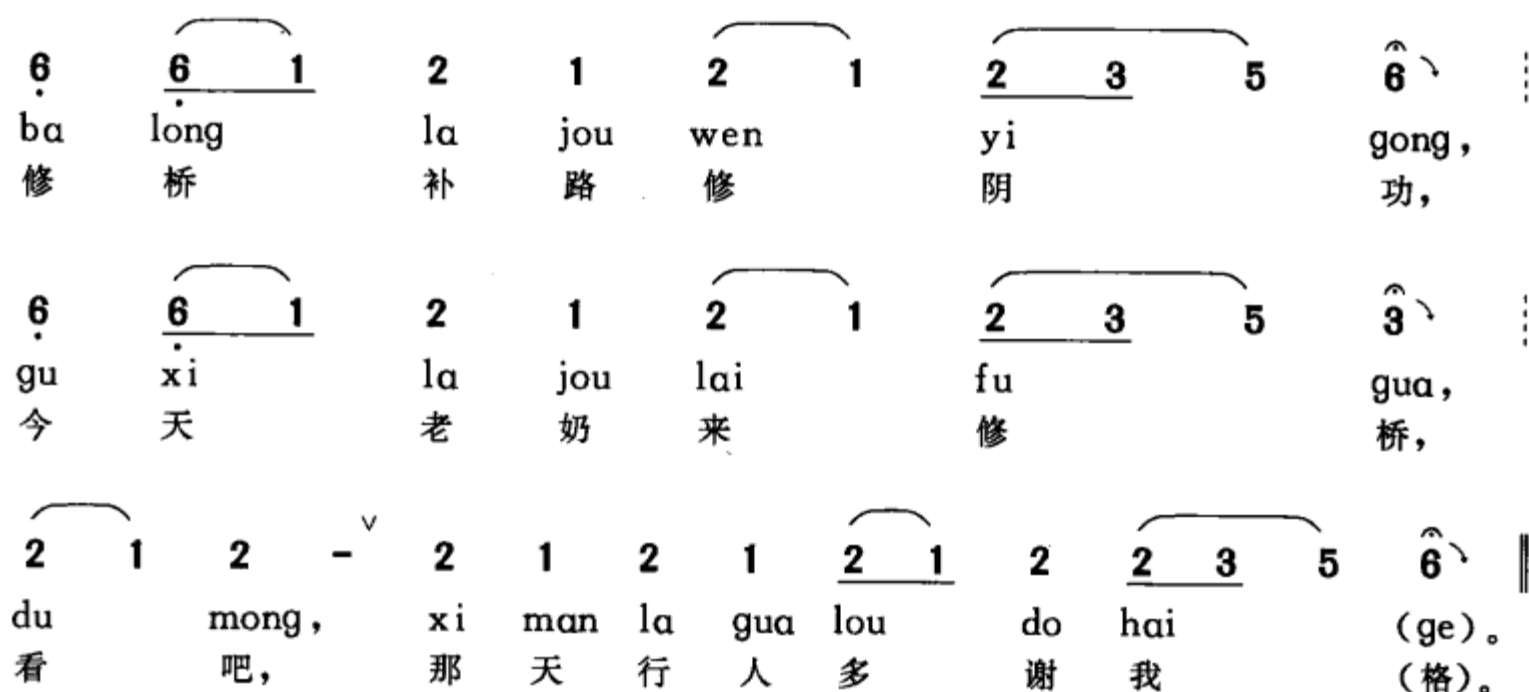 6 6 1 2 1 2 1 2 3 5 6
ba long la jou wen yi gong，
修 桥 补 路 修 阴 功，
6 6 1 2 1 2 1 2 3 5 3
gu xi la jou lai fu gua，
今 天 老 奶 来 修 桥，
2 1 2 - 2 1 2 1 2 1 2 2 3 5 6
du mong， xi man la gua lou do hai （ge）。
看 吧， 那 天 行 人 多 谢 我 （格）。